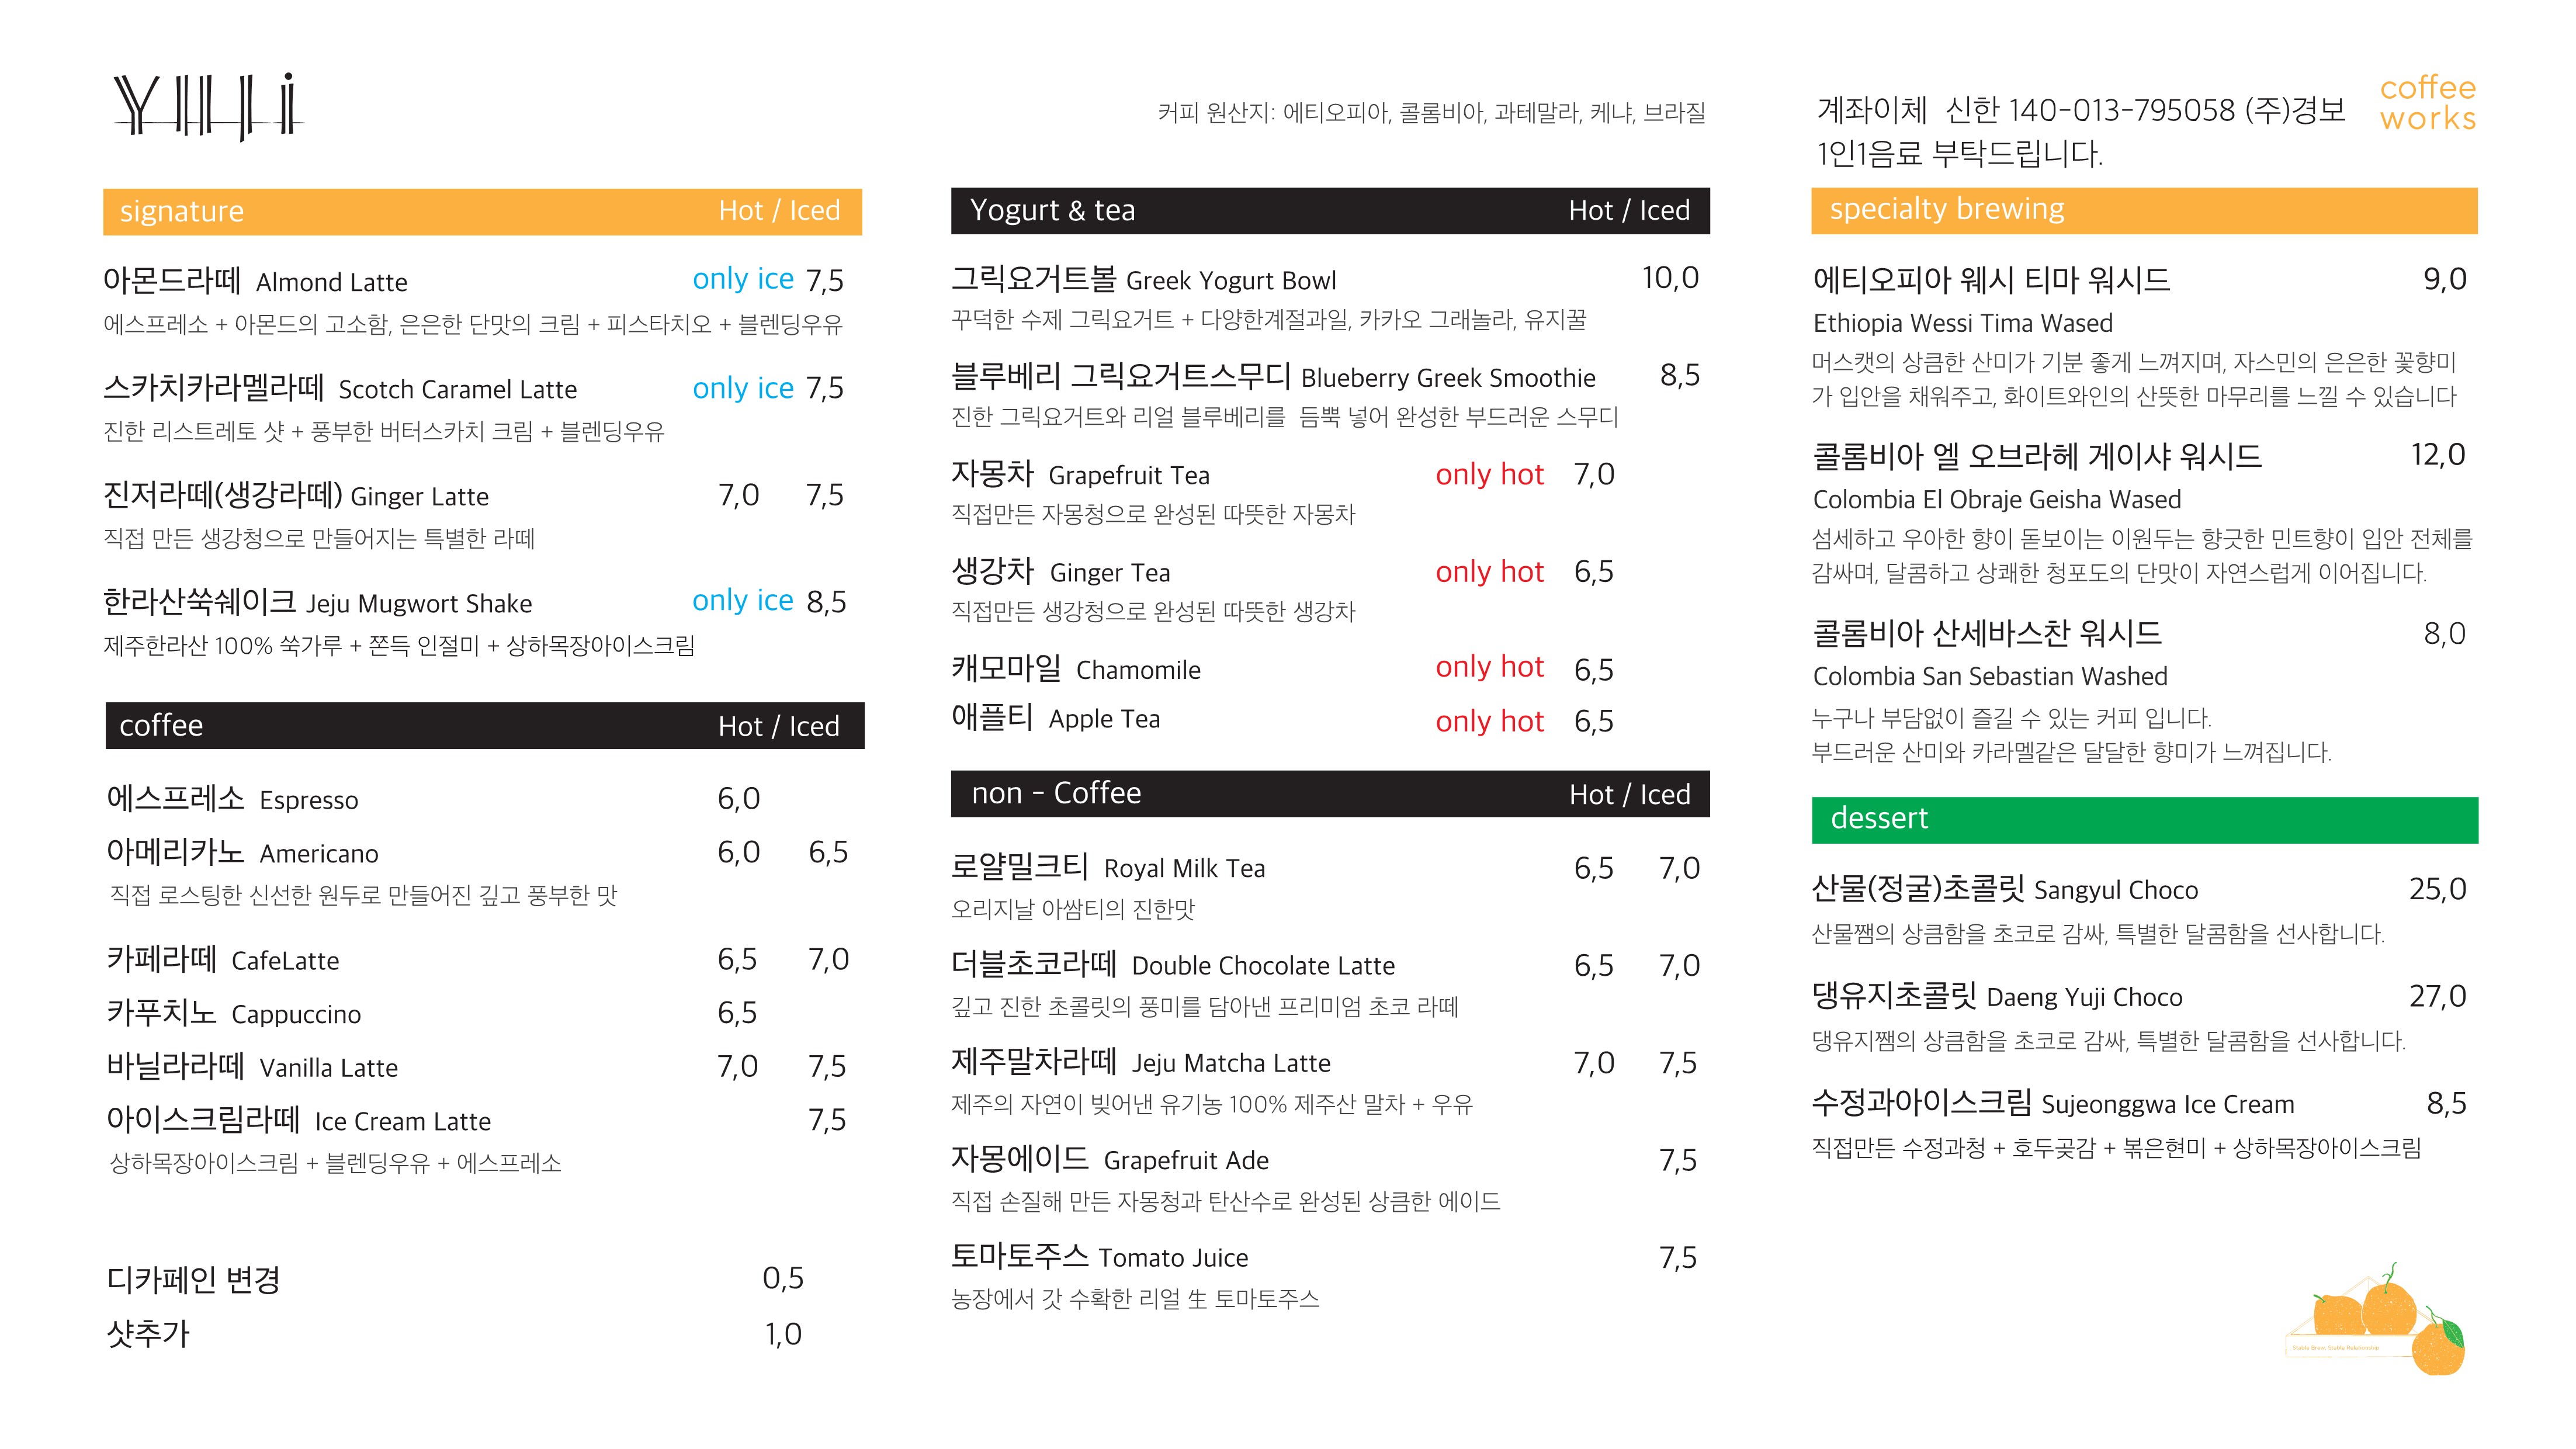 Yllli
커피 원산지: 에티오피아, 콜롬비아, 과테말라, 케냐, 브라질
계좌이체 신한 140-013-795058 (주)경보
1인1음료 부탁드립니다.
coffee
works
signature Hot / Iced
아몬드라떼 Almond Latte only ice 7,5
에스프레소 + 아몬드의 고소함, 은은한 단맛의 크림 + 피스타치오 + 블렌딩우유
스카치카라멜라떼 Scotch Caramel Latte only ice 7,5
진한 리스트레토 샷 + 풍부한 버터스카치 크림 + 블렌딩우유
진저라떼(생강라떼) Ginger Latte 7,0 7,5
직접 만든 생강청으로 만들어지는 특별한 라떼
한라산쑥쉐이크 Jeju Mugwort Shake only ice 8,5
제주한라산 100% 쑥가루 + 쫀득 인절미 + 상하목장아이스크림
coffee Hot / Iced
에스프레소 Espresso 6,0
아메리카노 Americano 6,0 6,5
직접 로스팅한 신선한 원두로 만들어진 깊고 풍부한 맛
카페라떼 CafeLatte 6,5 7,0
카푸치노 Cappuccino 6,5
바닐라라떼 Vanilla Latte 7,0 7,5
아이스크림라떼 Ice Cream Latte 7,5
상하목장아이스크림 + 블렌딩우유 + 에스프레소
디카페인 변경 0,5
샷추가 1,0
Yogurt & tea Hot / Iced
그릭요거트볼 Greek Yogurt Bowl 10,0
꾸덕한 수제 그릭요거트 + 다양한계절과일, 카카오 그래놀라, 유지꿀
블루베리 그릭요거트스무디 Blueberry Greek Smoothie 8,5
진한 그릭요거트와 리얼 블루베리를 듬뿍 넣어 완성한 부드러운 스무디
자몽차 Grapefruit Tea only hot 7,0
직접만든 자몽청으로 완성된 따뜻한 자몽차
생강차 Ginger Tea only hot 6,5
직접만든 생강청으로 완성된 따뜻한 생강차
캐모마일 Chamomile only hot 6,5
애플티 Apple Tea only hot 6,5
non - Coffee Hot / Iced
로얄밀크티 Royal Milk Tea 6,5 7,0
오리지날 아쌈티의 진한맛
더블초코라떼 Double Chocolate Latte 6,5 7,0
깊고 진한 초콜릿의 풍미를 담아낸 프리미엄 초코 라떼
제주말차라떼 Jeju Matcha Latte 7,0 7,5
제주의 자연이 빚어낸 유기농 100% 제주산 말차 + 우유
자몽에이드 Grapefruit Ade 7,5
직접 손질해 만든 자몽청과 탄산수로 완성된 상큼한 에이드
토마토주스 Tomato Juice 7,5
농장에서 갓 수확한 리얼 生 토마토주스
specialty brewing
에티오피아 웨시 티마 워시드 9,0
Ethiopia Wessi Tima Wased
머스캣의 상큼한 산미가 기분 좋게 느껴지며, 자스민의 은은한 꽃향미
가 입안을 채워주고, 화이트와인의 산뜻한 마무리를 느낄 수 있습니다
콜롬비아 엘 오브라헤 게이샤 워시드 12,0
Colombia El Obraje Geisha Wased
섬세하고 우아한 향이 돋보이는 이원두는 향긋한 민트향이 입안 전체를
감싸며, 달콤하고 상쾌한 청포도의 단맛이 자연스럽게 이어집니다.
콜롬비아 산세바스찬 워시드 8,0
Colombia San Sebastian Washed
누구나 부담없이 즐길 수 있는 커피 입니다.
부드러운 산미와 카라멜같은 달달한 향미가 느껴집니다.
dessert
산물(정귤)초콜릿 Sangyul Choco 25,0
산물쨈의 상큼함을 초코로 감싸, 특별한 달콤함을 선사합니다.
댕유지초콜릿 Daeng Yuji Choco 27,0
댕유지쨈의 상큼함을 초코로 감싸, 특별한 달콤함을 선사합니다.
수정과아이스크림 Sujeonggwa Ice Cream 8,5
직접만든 수정과청 + 호두곶감 + 볶은현미 + 상하목장아이스크림
Stable Brew, Stable Relationship